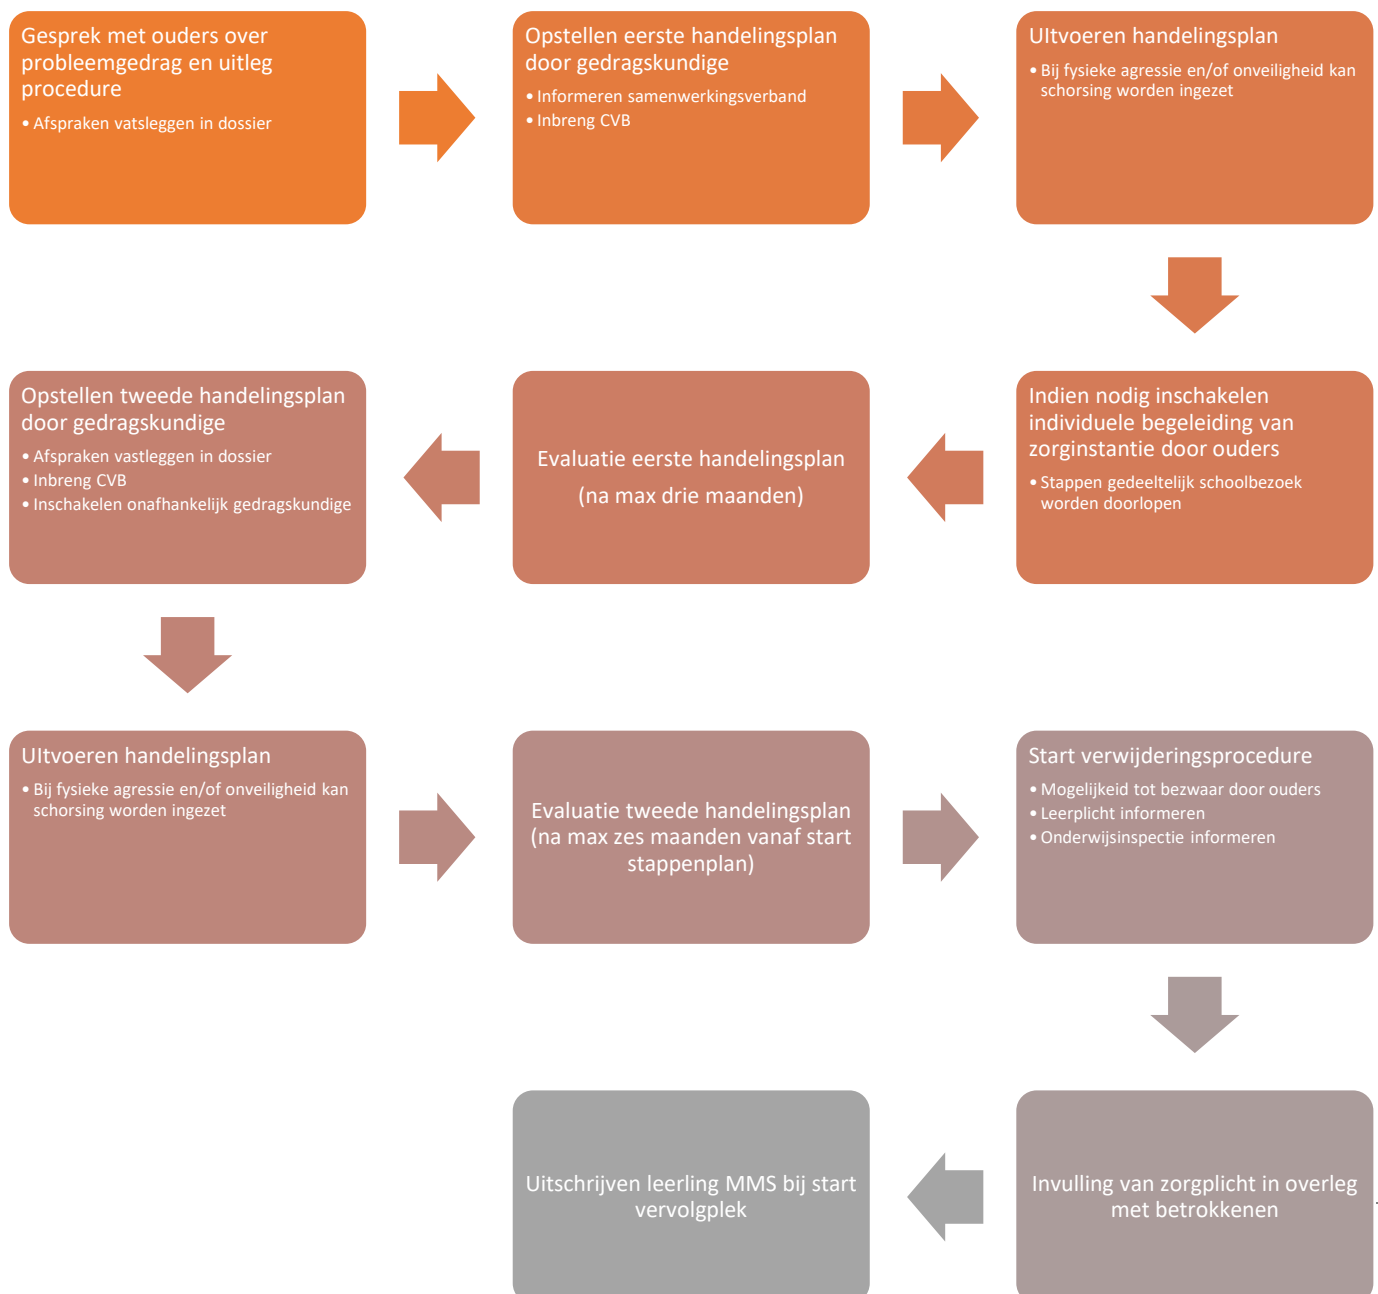 Gesprek met ouders over
probleemgedrag en uitleg
procedure
• Afspraken vatsleggen in dossier
Opstellen eerste handelingsplan
door gedragskundige
• Informeren samenwerkingsverband
• Inbreng CVB
UItvoeren handelingsplan
• Bij fysieke agressie en/of onveiligheid kan
schorsing worden ingezet
Indien nodig inschakelen
individuele begeleiding van
zorginstantie door ouders
• Stappen gedeeltelijk schoolbezoek
worden doorlopen
Evaluatie eerste handelingsplan
(na max drie maanden)
Opstellen tweede handelingsplan
door gedragskundige
• Afspraken vastleggen in dossier
• Inbreng CVB
• Inschakelen onafhankelijk gedragskundige
UItvoeren handelingsplan
• Bij fysieke agressie en/of onveiligheid kan
schorsing worden ingezet
Evaluatie tweede handelingsplan
(na max zes maanden vanaf start
stappenplan)
Start verwijderingsprocedure
• Mogelijkeid tot bezwaar door ouders
• Leerplicht informeren
• Onderwijsinspectie informeren
Invulling van zorgplicht in overleg
met betrokkenen
Uitschrijven leerling MMS bij start
vervolgplek